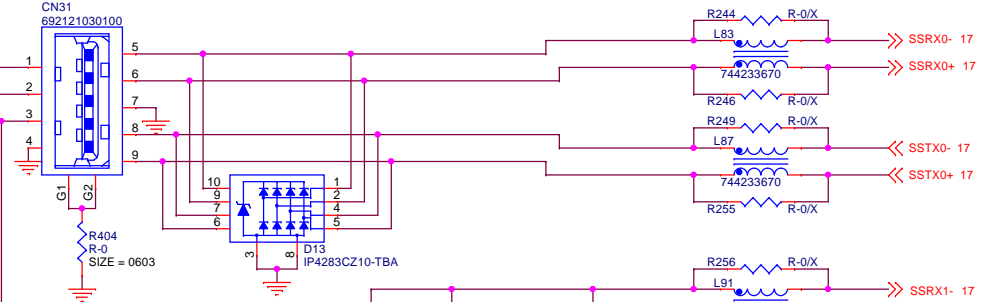 CN31
692121030100
R244
R-0/X
5
L83
SSRX0- 17
1
6
SSRX0+ 17
744233670
2
7
R246
R-0/X
3
R249
R-0/X
8
4
L87
SSTX0- 17
9
SSTX0+ 17
744233670
G1
G2
10
1
9
2
7
4
6
5
R255
R-0/X
R404
R-0
SIZE = 0603
3
8
D13
IP4283CZ10-TBA
R256
R-0/X
L91
SSRX1- 17